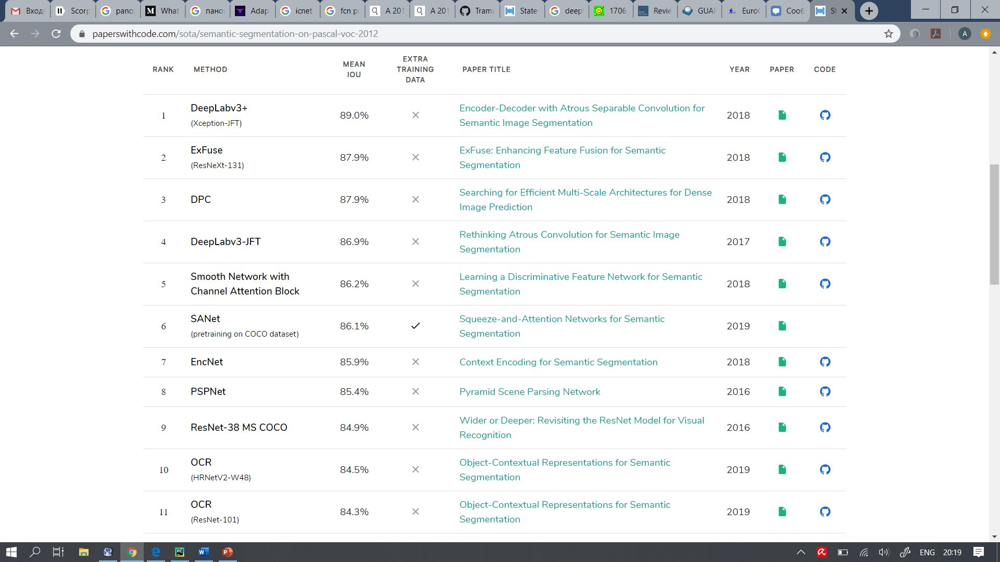 Входя
Scorp
pano
What
пано
Adap
icnet
fcn ps
A 201
A 201
Trama
State
deep
1706.
Revie
GUAR
EuroC
Сооб
St
paperswithcode.com/sota/semantic-segmentation-on-pascal-voc-2012
A
RANK METHOD MEAN IOU EXTRA TRAINING DATA PAPER TITLE YEAR PAPER CODE
1 DeepLabv3+ 89.0% Encoder-Decoder with Atrous Separable Convolution for 2018
(Xception-JFT) Semantic Image Segmentation
2 ExFuse 87.9% ExFuse: Enhancing Feature Fusion for Semantic 2018
(ResNeXt-131) Segmentation
3 DPC 87.9% Searching for Efficient Multi-Scale Architectures for Dense 2018
Image Prediction
4 DeepLabv3-JFT 86.9% Rethinking Atrous Convolution for Semantic Image 2017
Segmentation
5 Smooth Network with 86.2% Learning a Discriminative Feature Network for Semantic 2018
Channel Attention Block Segmentation
6 SANet 86.1% Squeeze-and-Attention Networks for Semantic 2019
(pretraining on COCO dataset) Segmentation
7 EncNet 85.9% Context Encoding for Semantic Segmentation 2018
8 PSPNet 85.4% Pyramid Scene Parsing Network 2016
9 ResNet-38 MS COCO 84.9% Wider or Deeper: Revisiting the ResNet Model for Visual 2016
Recognition
10 OCR 84.5% Object-Contextual Representations for Semantic 2019
(HRNetV2-W48) Segmentation
11 OCR 84.3% Object-Contextual Representations for Semantic 2019
(ResNet-101) Segmentation
ENG 20:19